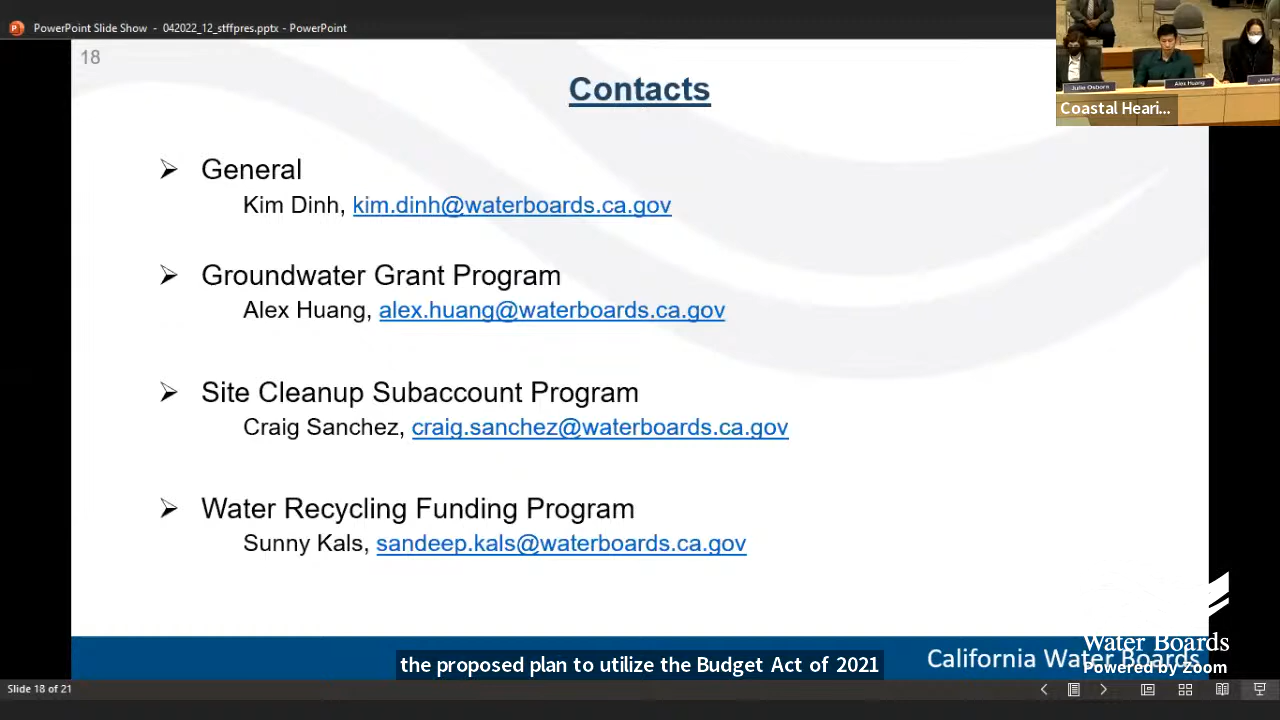 PowerPoint Slide Show - 042022_12_stffpres.pptx - PowerPoint
18
Contacts
Julie Osborn
Alex Huang
Coastal Heari...
General
Kim Dinh, kim.dinh@waterboards.ca.gov
Groundwater Grant Program
Alex Huang, alex.huang@waterboards.ca.gov
Site Cleanup Subaccount Program
Craig Sanchez, craig.sanchez@waterboards.ca.gov
Water Recycling Funding Program
Sunny Kals, sandeep.kals@waterboards.ca.gov
Water Boards
California Water Boards
the proposed plan to utilize the Budget Act of 2021
Powered by Zoom
Slide 18 of 21